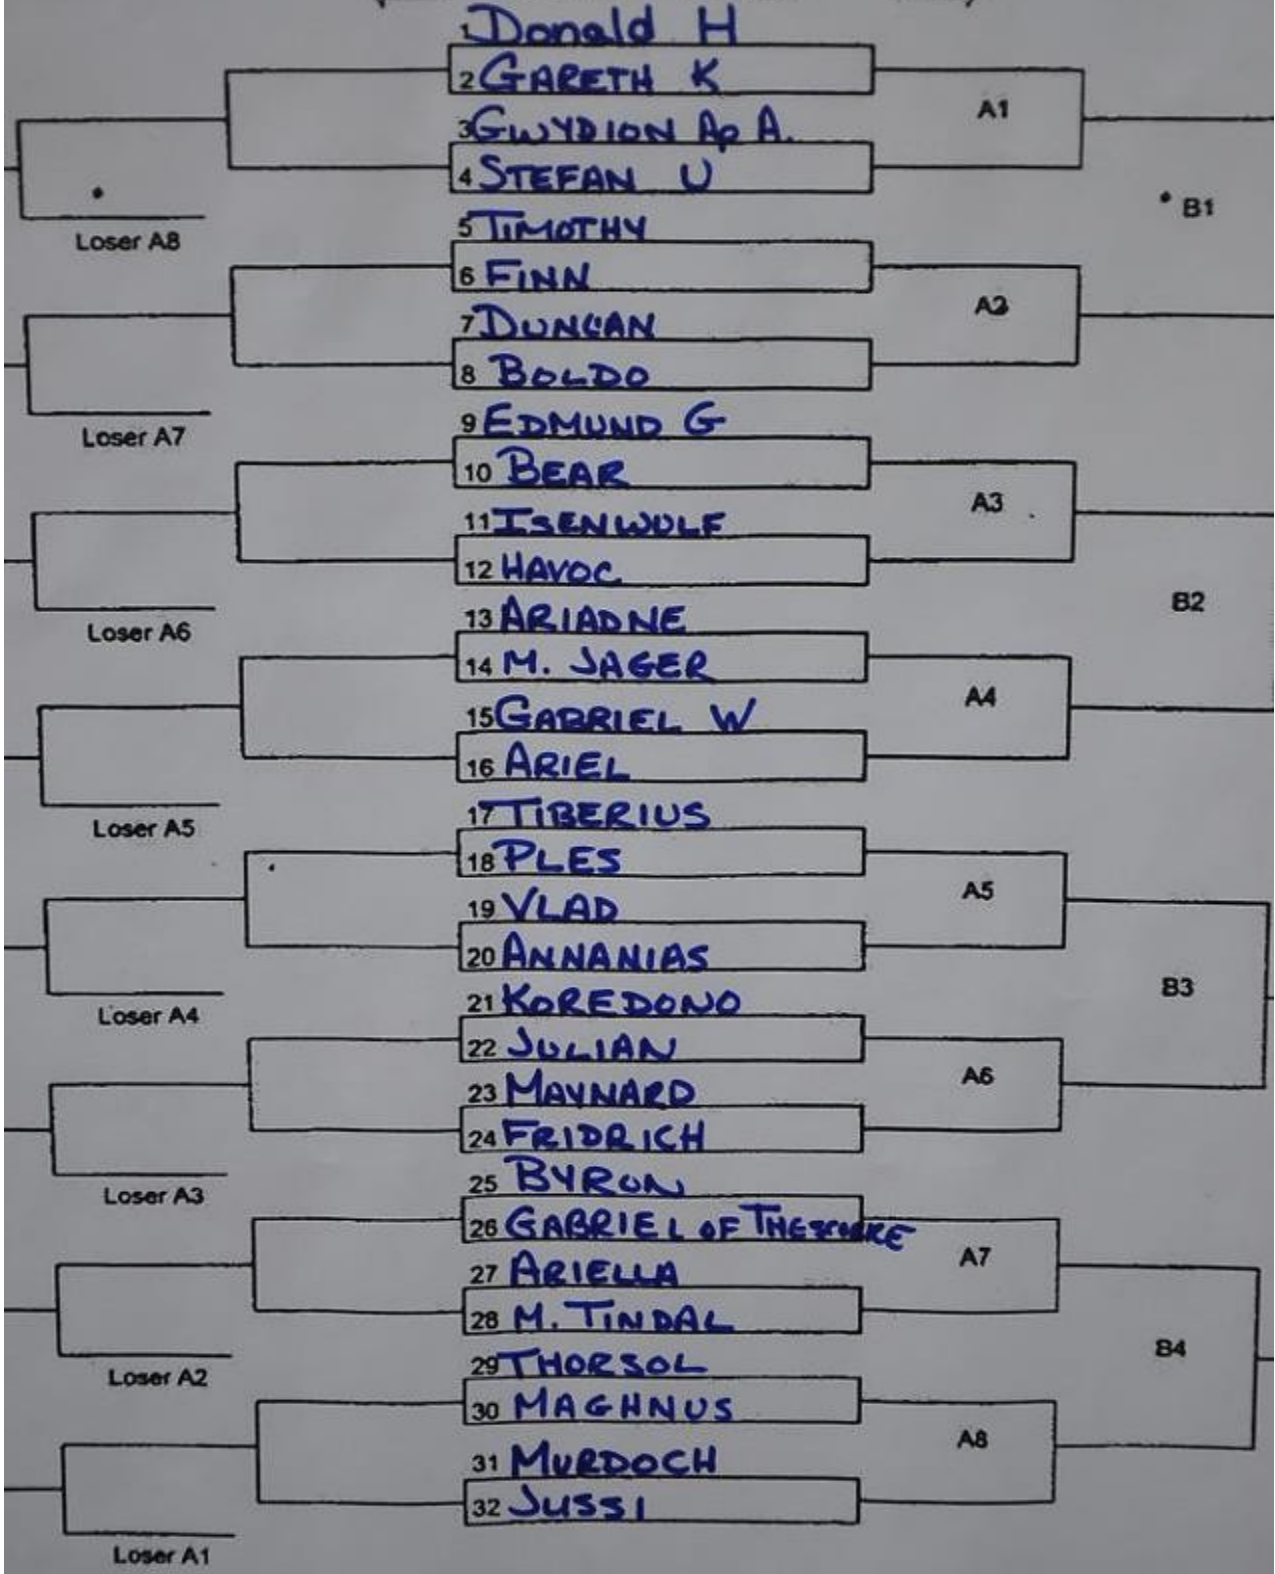 1 Donald H
2 GARETH K
A1
3 GWYDION Ap A.
4 STEFAN U
B1
5 TIMOTHY
Loser A8
6 FINN
A2
7 DUNCAN
8 BOLDO
9 EDMUND G
Loser A7
10 BEAR
A3
11 ISENWULF
12 HAVOC
B2
13 ARIADNE
Loser A6
14 M. JAGER
A4
15 GABRIEL W
16 ARIEL
17 TIBERIUS
Loser A5
18 PLES
A5
19 VLAD
20 ANNANIAS
B3
21 KOREDONO
Loser A4
22 JULIAN
A6
23 MAYNARD
24 FRIDRICH
25 BYRON
Loser A3
26 GABRIEL OF
A7
27 ARIELLA
28 M. TINDAL
B4
29 THORSOL
Loser A2
30 MAGHNUS
A8
31 MURDOCH
32 JUSSI
Loser A1